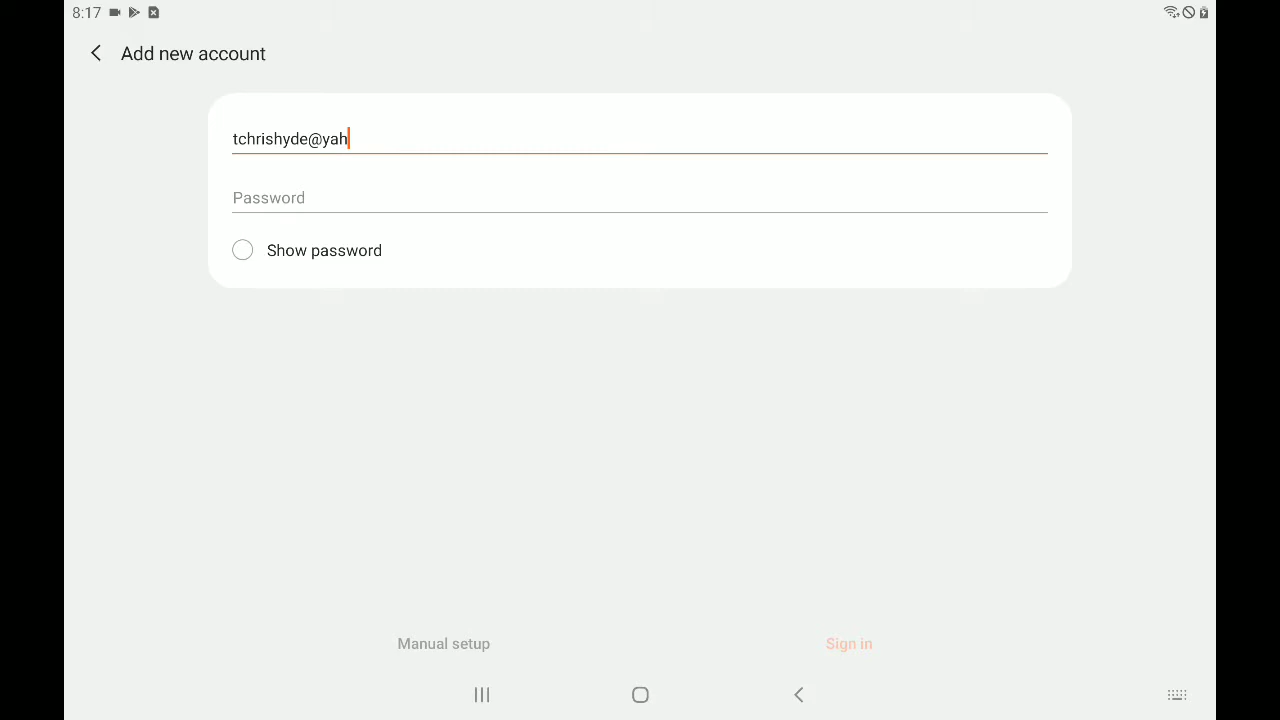 8:17
Add new account
tchrishyde@yah
Password
Show password
Manual setup
Sign in